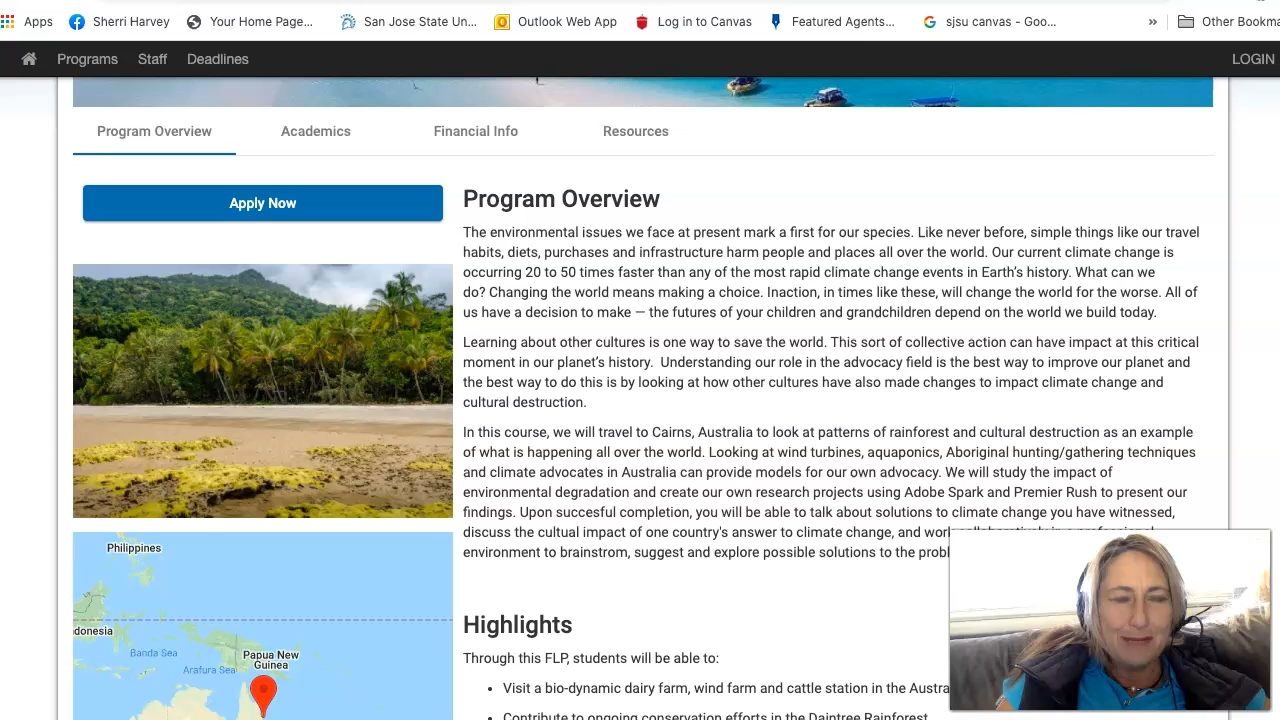 Apps Sherri Harvey Your Home Page... San Jose State Un... Outlook Web App Log in to Canvas Featured Agents... sjsu canvas - Goo... » Other Bookma
Programs Staff Deadlines LOGIN
Program Overview Academics Financial Info Resources
Apply Now
Program Overview
The environmental issues we face at present mark a first for our species. Like never before, simple things like our travel
habits, diets, purchases and infrastructure harm people and places all over the world. Our current climate change is
occurring 20 to 50 times faster than any of the most rapid climate change events in Earth’s history. What can we
do? Changing the world means making a choice. Inaction, in times like these, will change the world for the worse. All of
us have a decision to make — the futures of your children and grandchildren depend on the world we build today.
Learning about other cultures is one way to save the world. This sort of collective action can have impact at this critical
moment in our planet’s history. Understanding our role in the advocacy field is the best way to improve our planet and
the best way to do this is by looking at how other cultures have also made changes to impact climate change and
cultural destruction.
In this course, we will travel to Cairns, Australia to look at patterns of rainforest and cultural destruction as an example
of what is happening all over the world. Looking at wind turbines, aquaponics, Aboriginal hunting/gathering techniques
and climate advocates in Australia can provide models for our own advocacy. We will study the impact of
environmental degradation and create our own research projects using Adobe Spark and Premier Rush to present our
findings. Upon succesful completion, you will be able to talk about solutions to climate change you have witnessed,
discuss the cultual impact of one country's answer to climate change, and work collaboratively in a professional
environment to brainstrom, suggest and explore possible solutions to the probl
Highlights
Through this FLP, students will be able to:
• Visit a bio-dynamic dairy farm, wind farm and cattle station in the Austra
• Contribute to ongoing conservation efforts in the Daintree Rainforest
Philippines
donesia
Banda Sea
Papua New
Guinea
Arafura Sea